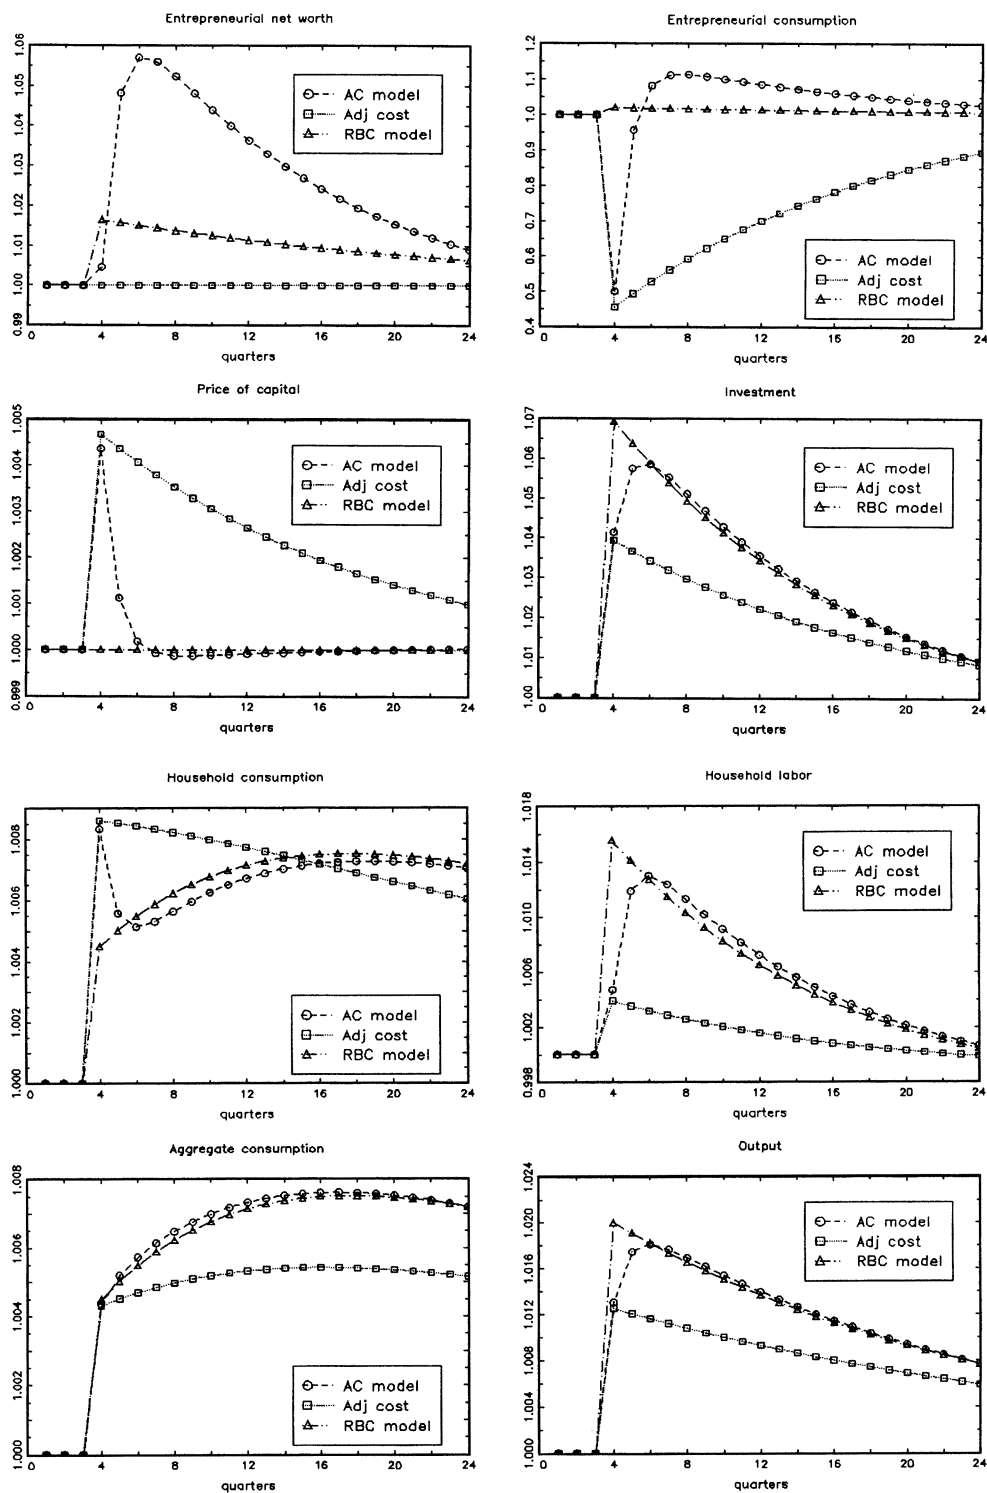 Entrepreneurial net worth
1.06
1.05
1.04
1.03
1.02
1.01
1.00
0.99
AC model
Adj cost
RBC model
0 4 8 12 16 20 24
quarters
Entrepreneurial consumption
1.2
1.1
1.0
0.9
0.8
0.7
0.6
0.5
0.4
AC model
Adj cost
RBC model
0 4 8 12 16 20 24
quarters
Price of capital
1.005
1.004
1.003
1.002
1.001
1.000
0.999
AC model
Adj cost
RBC model
0 4 8 12 16 20 24
quarters
Investment
1.07
1.06
1.05
1.04
1.03
1.02
1.01
1.00
AC model
Adj cost
RBC model
0 4 8 12 16 20 24
quarters
Household consumption
1.008
1.006
1.004
1.002
1.000
AC model
Adj cost
RBC model
0 4 8 12 16 20 24
quarters
Household labor
1.018
1.014
1.010
1.006
1.002
0.998
AC model
Adj cost
RBC model
0 4 8 12 16 20 24
quarters
Aggregate consumption
1.008
1.006
1.004
1.002
1.000
AC model
Adj cost
RBC model
0 4 8 12 16 20 24
quarters
Output
1.024
1.020
1.016
1.012
1.008
1.004
1.000
AC model
Adj cost
RBC model
0 4 8 12 16 20 24
quarters